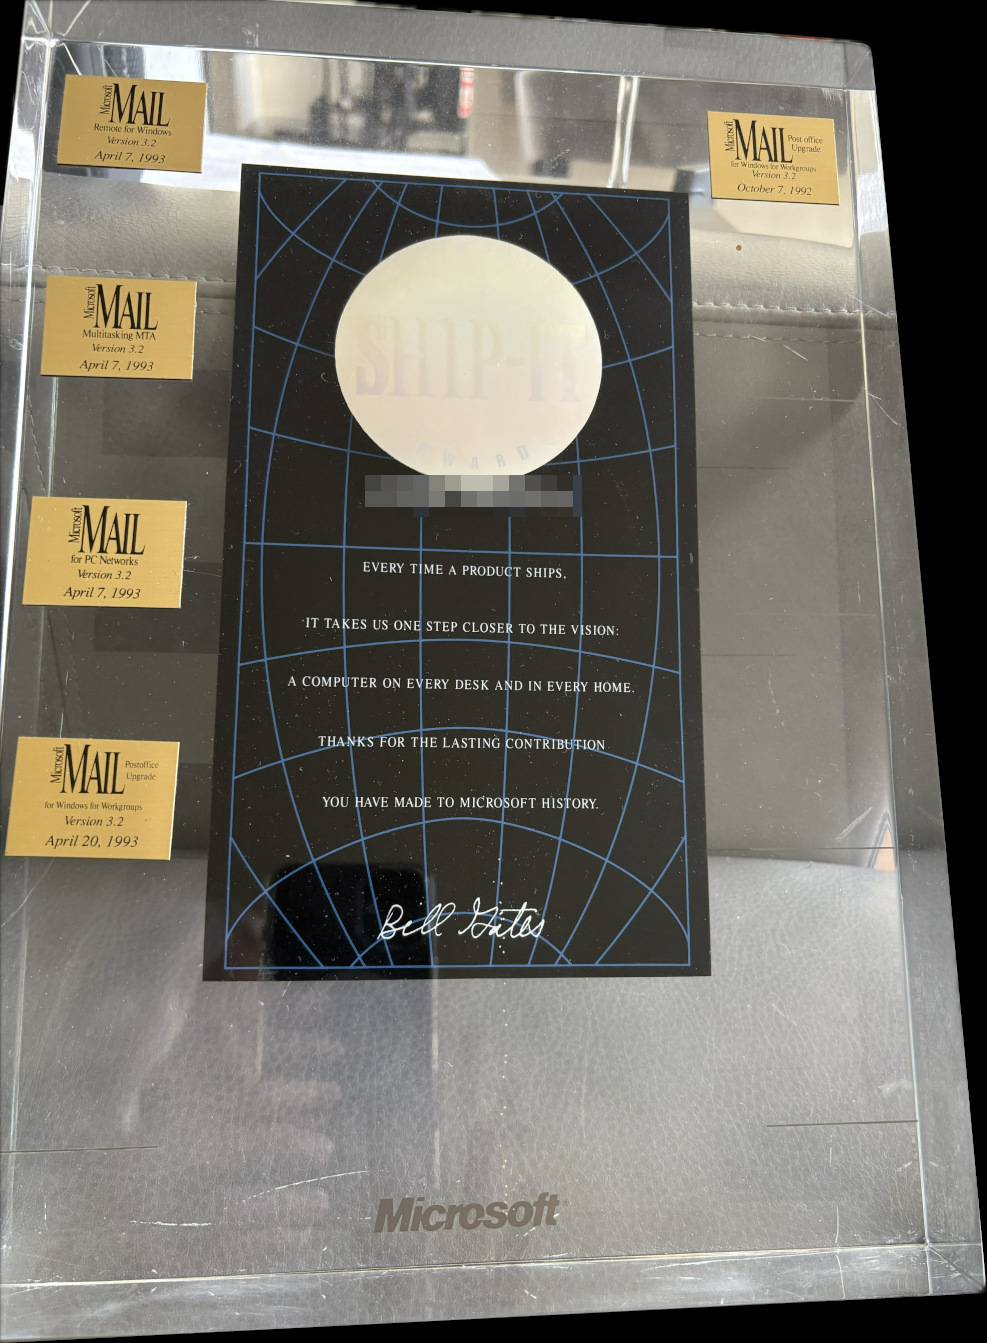 Microsoft
MAIL
Remote for Windows
Version 3.2
April 7, 1993
Microsoft
MAIL
Post office
Upgrade
for Windows for Workgroups
Version 3.2
October 7, 1992
Microsoft
MAIL
Multitasking MTA
Version 3.2
April 7, 1993
Microsoft
MAIL
for PC Networks
Version 3.2
April 7, 1993
Microsoft
MAIL
Postoffice
Upgrade
for Windows for Workgroups
Version 3.2
April 20, 1993
AWARD
EVERY TIME A PRODUCT SHIPS,
IT TAKES US ONE STEP CLOSER TO THE VISION:
A COMPUTER ON EVERY DESK AND IN EVERY HOME.
THANKS FOR THE LASTING CONTRIBUTION
YOU HAVE MADE TO MICROSOFT HISTORY.
Bill Gates
Microsoft